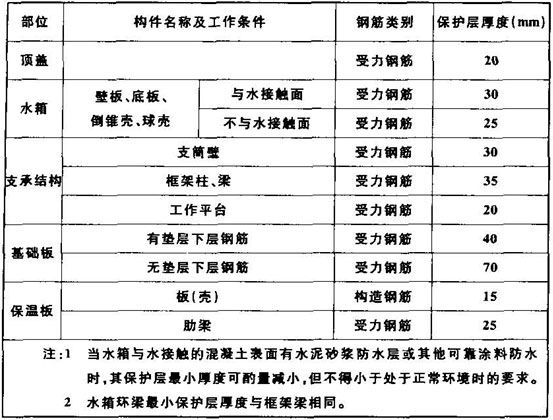 部位 构件名称及工作条件 钢筋类别 保护层厚度(mm)
顶盖 受力钢筋 20
水箱 壁板、底板、倒锥壳、球壳 与水接触面 受力钢筋 30
不与水接触面 受力钢筋 25
支承结构 支筒壁 受力钢筋 30
框架柱、梁 受力钢筋 35
工作平台 受力钢筋 20
基础板 有垫层下层钢筋 受力钢筋 40
无垫层下层钢筋 受力钢筋 70
保温板 板(壳) 构造钢筋 15
肋梁 受力钢筋 25
注:1 当水箱与水接触的混凝土表面有水泥砂浆防水层或其他可靠涂料防水
时,其保护层最小厚度可酌量减小,但不得小于处于正常环境时的要求。
2 水箱环梁最小保护层厚度与框架梁相同。